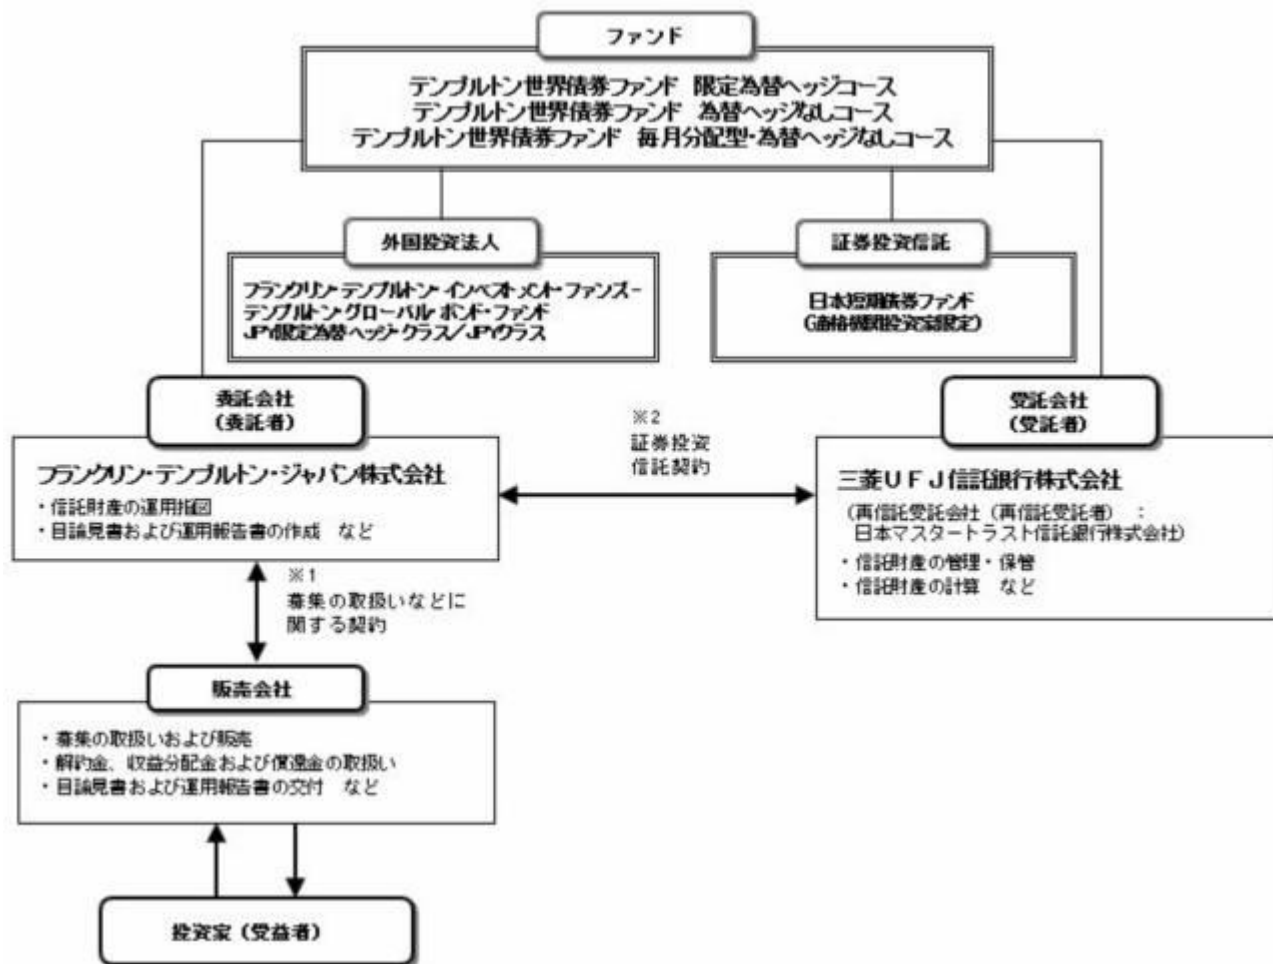 ファンド
テンプルトン世界債券ファンド 限定為替ヘッジコース
テンプルトン世界債券ファンド 為替ヘッジなしコース
テンプルトン世界債券ファンド 毎月分配型・為替ヘッジなしコース
外国投資法人
フランクリン・テンプルトン・インベストメント・ファンズ－
テンプルトン・グローバル・ボンド・ファンド
JPY限定為替ヘッジ・クラス／JPYクラス
証券投資信託
日本短期債券ファンド
（適格機関投資家限定）
委託会社
（委託者）
フランクリン・テンプルトン・ジャパン株式会社
・信託財産の運用指図
・目論見書および運用報告書の作成 など
※2
証券投資
信託契約
受託会社
（受託者）
三菱ＵＦＪ信託銀行株式会社
（再信託受託会社（再信託受託者）：
日本マスタートラスト信託銀行株式会社）
・信託財産の管理・保管
・信託財産の計算 など
※1
募集の取扱いなどに
関する契約
販売会社
・募集の取扱いおよび販売
・解約金、収益分配金および償還金の取扱い
・目論見書および運用報告書の交付 など
投資家（受益者）